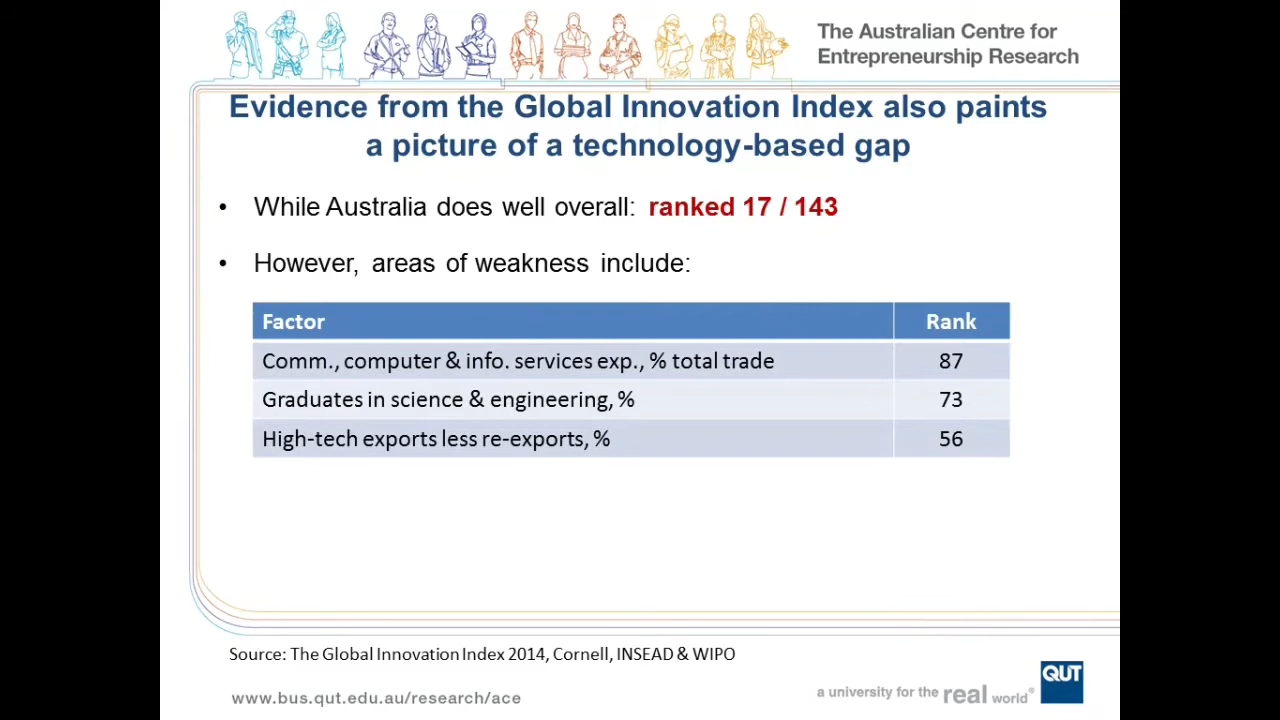 The Australian Centre for
Entrepreneurship Research
Evidence from the Global Innovation Index also paints
a picture of a technology-based gap
• While Australia does well overall: ranked 17 / 143
• However, areas of weakness include:
Factor Rank
Comm., computer & info. services exp., % total trade 87
Graduates in science & engineering, % 73
High-tech exports less re-exports, % 56
Source: The Global Innovation Index 2014, Cornell, INSEAD & WIPO
www.bus.qut.edu.au/research/ace
a university for the real world®
QUT